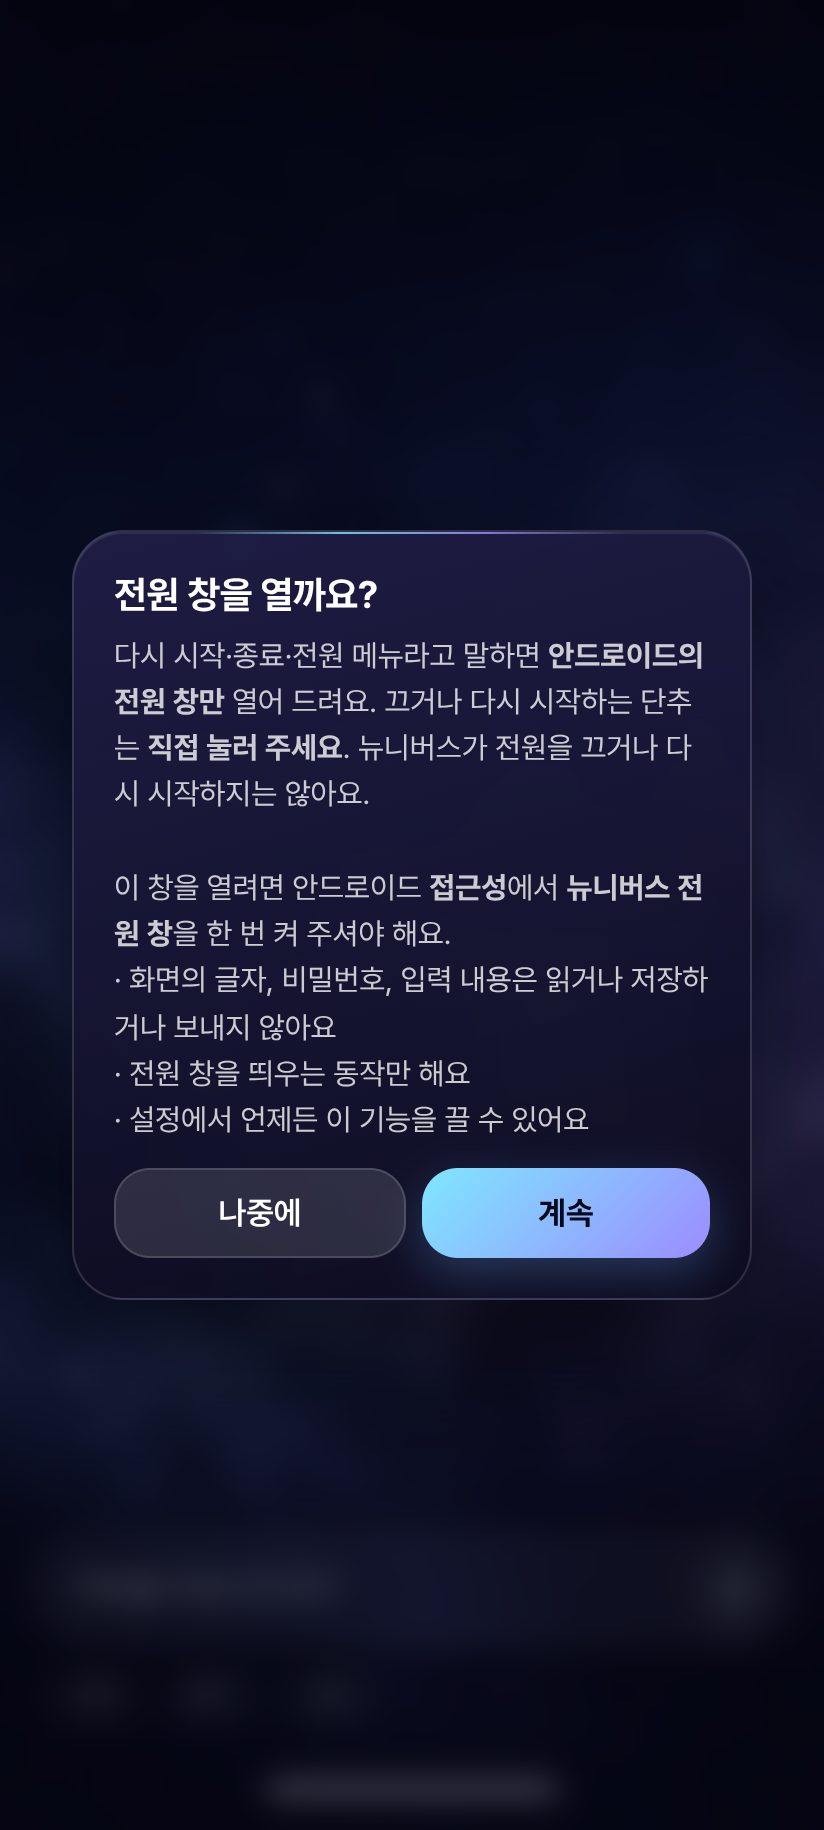 전원 창을 열까요?
다시 시작·종료·전원 메뉴라고 말하면 안드로이드의
전원 창만 열어 드려요. 끄거나 다시 시작하는 단추
는 직접 눌러 주세요. 뉴니버스가 전원을 끄거나 다
시 시작하지는 않아요.
이 창을 열려면 안드로이드 접근성에서 뉴니버스 전
원 창을 한 번 켜 주셔야 해요.
· 화면의 글자, 비밀번호, 입력 내용은 읽거나 저장하
거나 보내지 않아요
· 전원 창을 띄우는 동작만 해요
· 설정에서 언제든 이 기능을 끌 수 있어요
나중에
계속